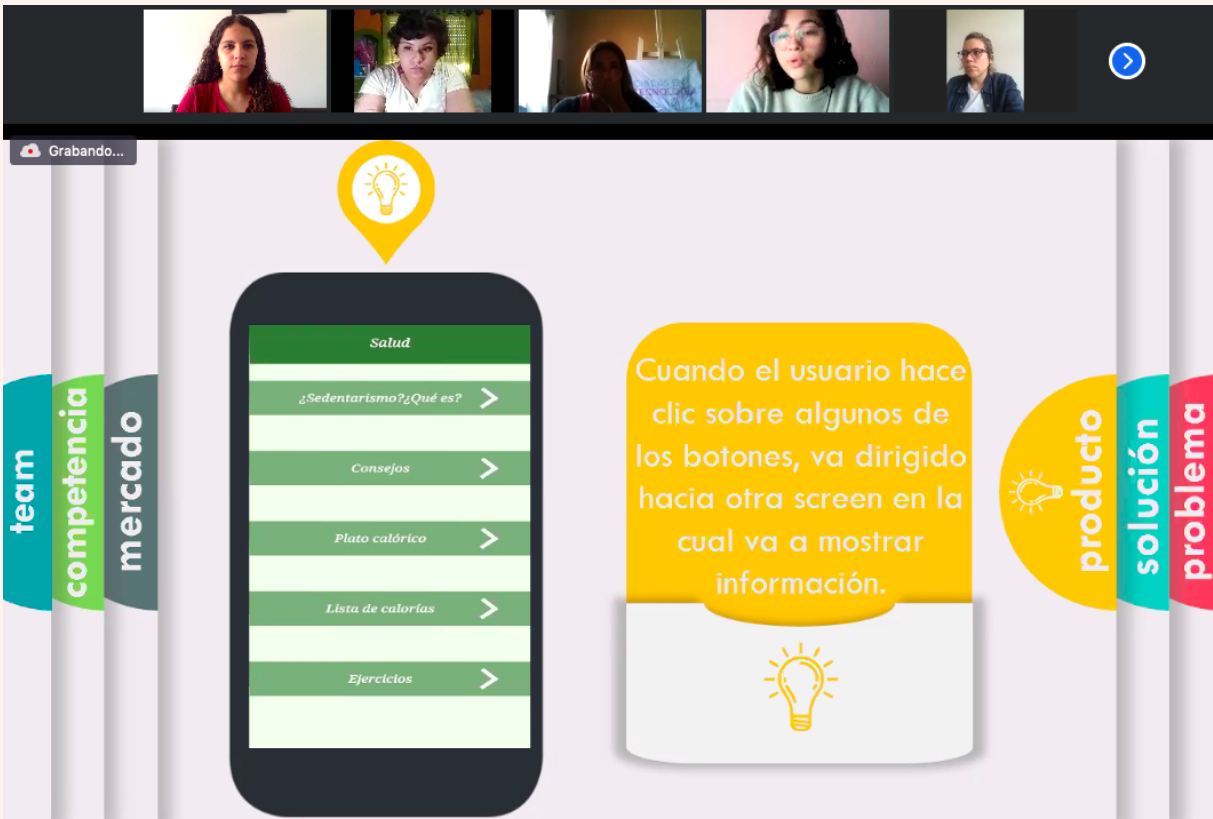 Grabando...
team
competencia
mercado
Salud
¿Sedentarismo?¿Qué es?
Consejos
Plato calórico
Lista de calorías
Ejercicios
Cuando el usuario hace
clic sobre algunos de
los botones, va dirigido
hacia otra screen en la
cual va a mostrar
información.
producto
solución
problema